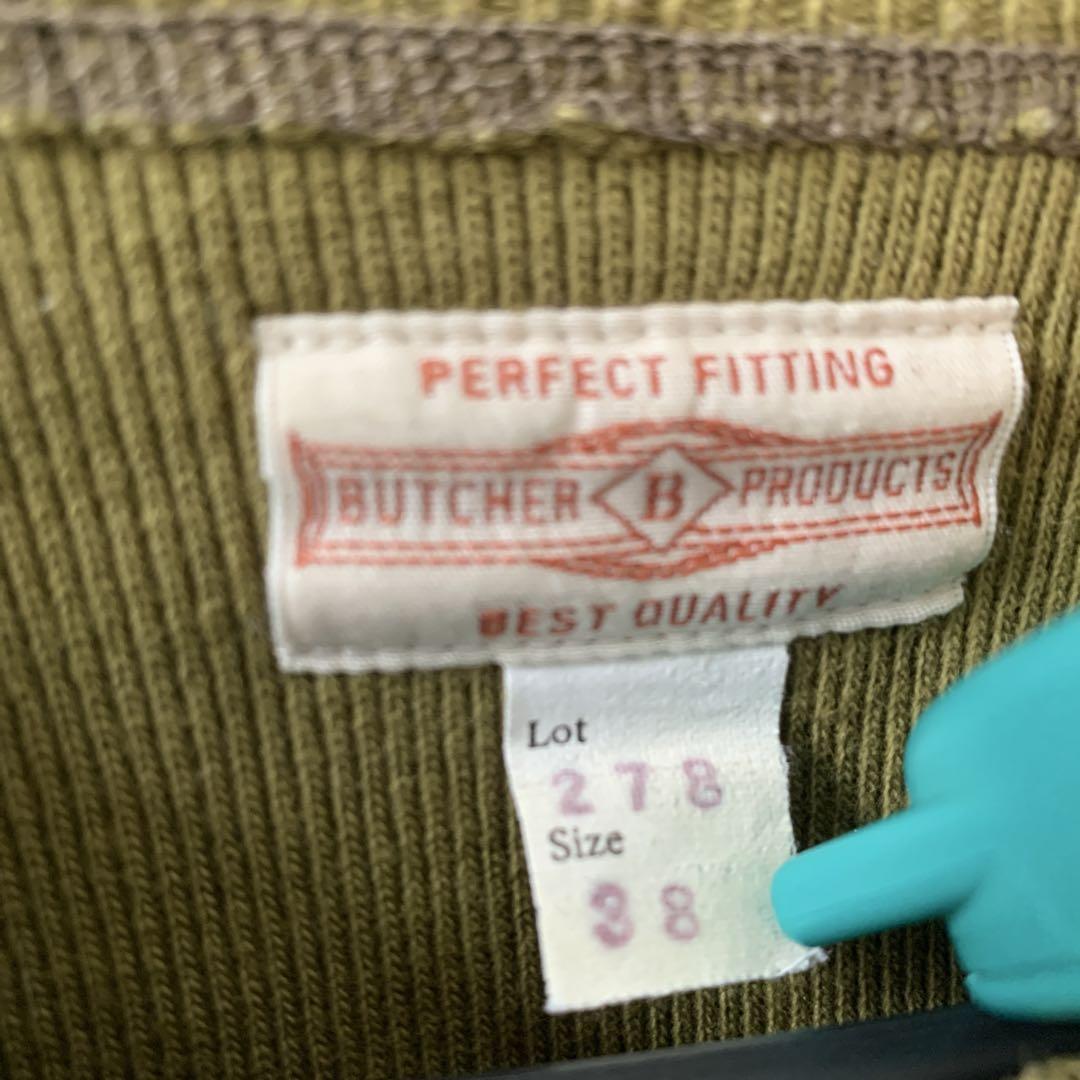 PERFECT FITTING
BUTCHER B PRODUCTS
BEST QUALITY
Lot
278
Size
38